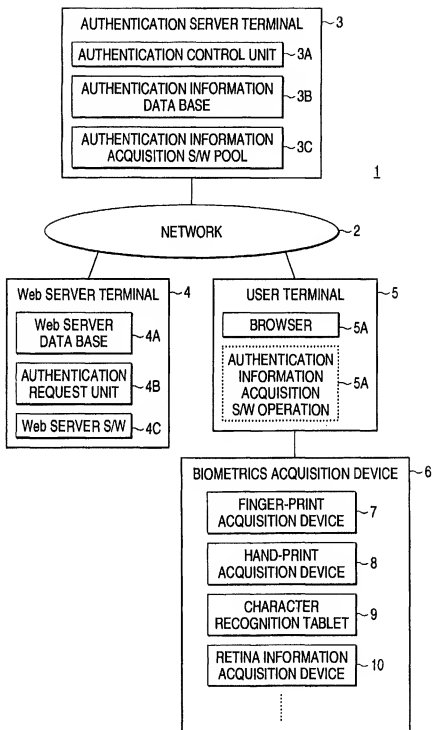 AUTHENTICATION SERVER TERMINAL 3
AUTHENTICATION CONTROL UNIT 3A
AUTHENTICATION INFORMATION
DATA BASE
3B
AUTHENTICATION INFORMATION
ACQUISITION S/W POOL
3C
1
NETWORK 2
Web SERVER TERMINAL 4
Web SERVER
DATA BASE
4A
AUTHENTICATION
REQUEST UNIT
4B
Web SERVER S/W 4C
USER TERMINAL 5
BROWSER 5A
AUTHENTICATION
INFORMATION
ACQUISITION
S/W OPERATION
5A
BIOMETRICS ACQUISITION DEVICE 6
FINGER-PRINT
ACQUISITION DEVICE
7
HAND-PRINT
ACQUISITION DEVICE
8
CHARACTER
RECOGNITION TABLET
9
RETINA INFORMATION
ACQUISITION DEVICE
10